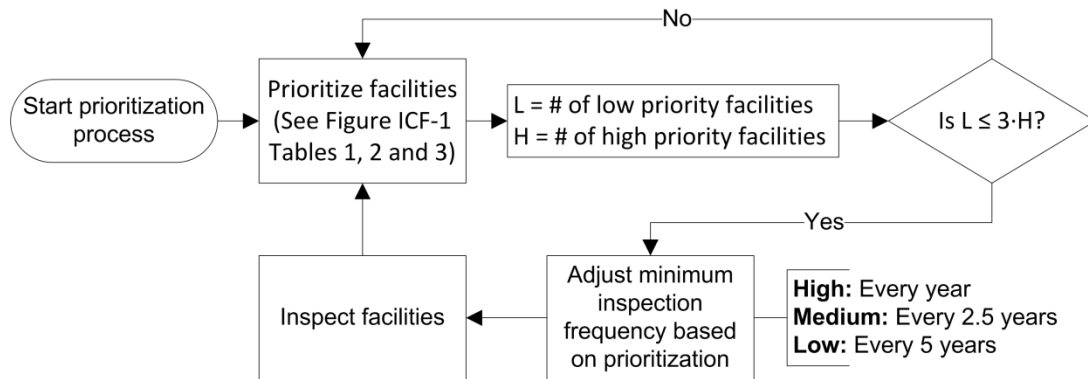 No
Start prioritization
process
Prioritize facilities
(See Figure ICF-1
Tables 1, 2 and 3)
L = # of low priority facilities
H = # of high priority facilities
Is L ≤ 3·H?
Yes
Inspect facilities
Adjust minimum
inspection
frequency based
on prioritization
High: Every year
Medium: Every 2.5 years
Low: Every 5 years